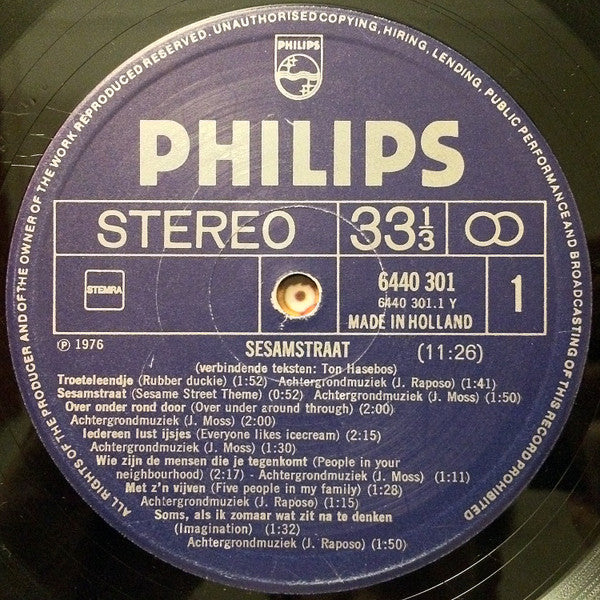 ALL RIGHTS OF THE PRODUCER AND OF THE OWNER OF THE WORK REPRODUCED RESERVED. UNAUTHORISED COPYING, HIRING, LENDING, PUBLIC PERFORMANCE AND BROADCASTING OF THIS RECORD PROHIBITED
PHILIPS
PHILIPS
STEREO 33 1/3
STEMRA
6440 301
6440 301.1 Y
MADE IN HOLLAND
1
℗ 1976
SESAMSTRAAT (11:26)
(verbindende teksten: Top Hasebos)
Troeteleendje (Rubber duckie) (1:52) Achtergrondmuziek (J. Raposo) (1:41)
Sesamstraat (Sesame Street Theme) (0:52) Achtergrondmuziek (J. Moss) (1:50)
Over onder rond door (Over under around through) (2:00)
Achtergrondmuziek (J. Moss) (2:00)
Iedereen lust ijsjes (Everyone likes icecream) (2:15)
Achtergrondmuziek (J. Moss) (1:30)
Wie zijn de mensen die je tegenkomt (People in your
neighbourhood) (2:17) - Achtergrondmuziek (J. Moss) (1:11)
Met z'n vijven (Five people in my family) (1:28)
Achtergrondmuziek (J. Raposo) (1:15)
Soms, als ik zomaar wat zit na te denken
(Imagination) (1:32)
Achtergrondmuziek (J. Raposo) (1:50)